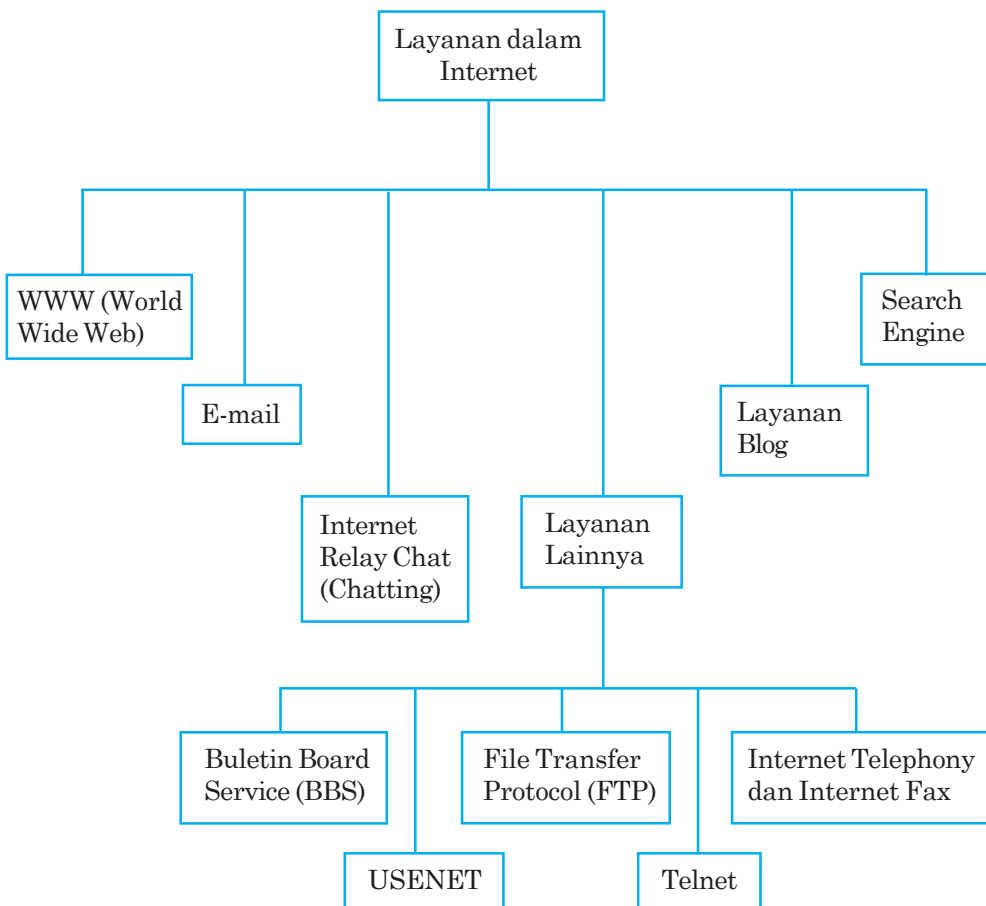 Layanan dalam
Internet
WWW (World
Wide Web)
E-mail
Internet
Relay Chat
(Chatting)
Layanan
Lainnya
Layanan
Blog
Search
Engine
Buletin Board
Service (BBS)
USENET
File Transfer
Protocol (FTP)
Telnet
Internet Telephony
dan Internet Fax